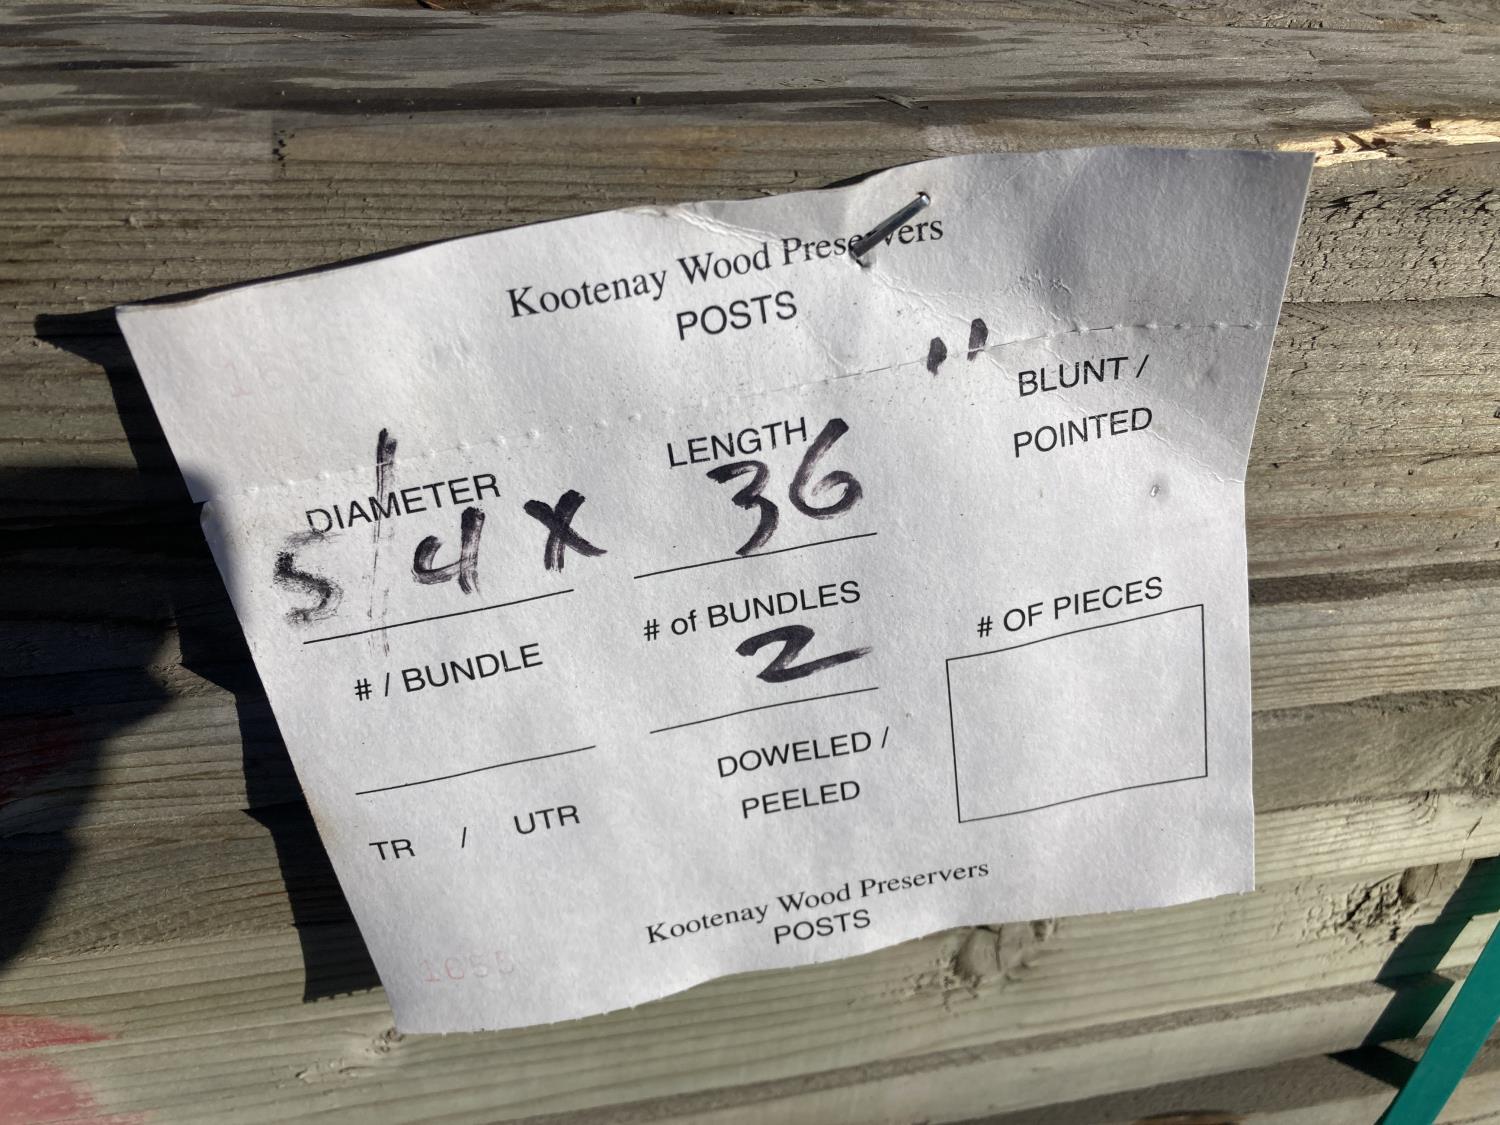 Kootenay Wood Preservers
POSTS
DIAMETER
5/4 x
LENGTH
36"
BLUNT /
POINTED
# / BUNDLE
# of BUNDLES
2
# OF PIECES
TR / UTR
DOWELED /
PEELED
Kootenay Wood Preservers
POSTS